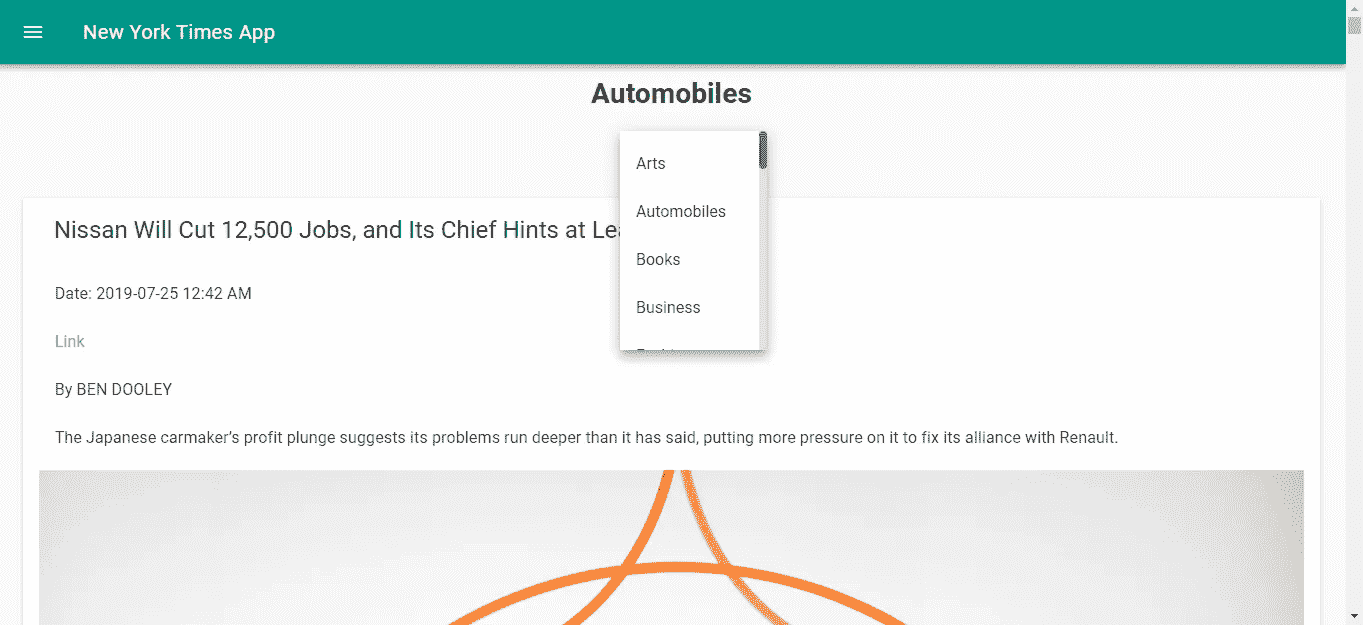 New York Times App
Automobiles
Arts
Automobiles
Books
Business
Nissan Will Cut 12,500 Jobs, and Its Chief Hints at
Date: 2019-07-25 12:42 AM
Link
By BEN DOOLEY
The Japanese carmaker's profit plunge suggests its problems run deeper than it has said, putting more pressure on it to fix its alliance with Renault.